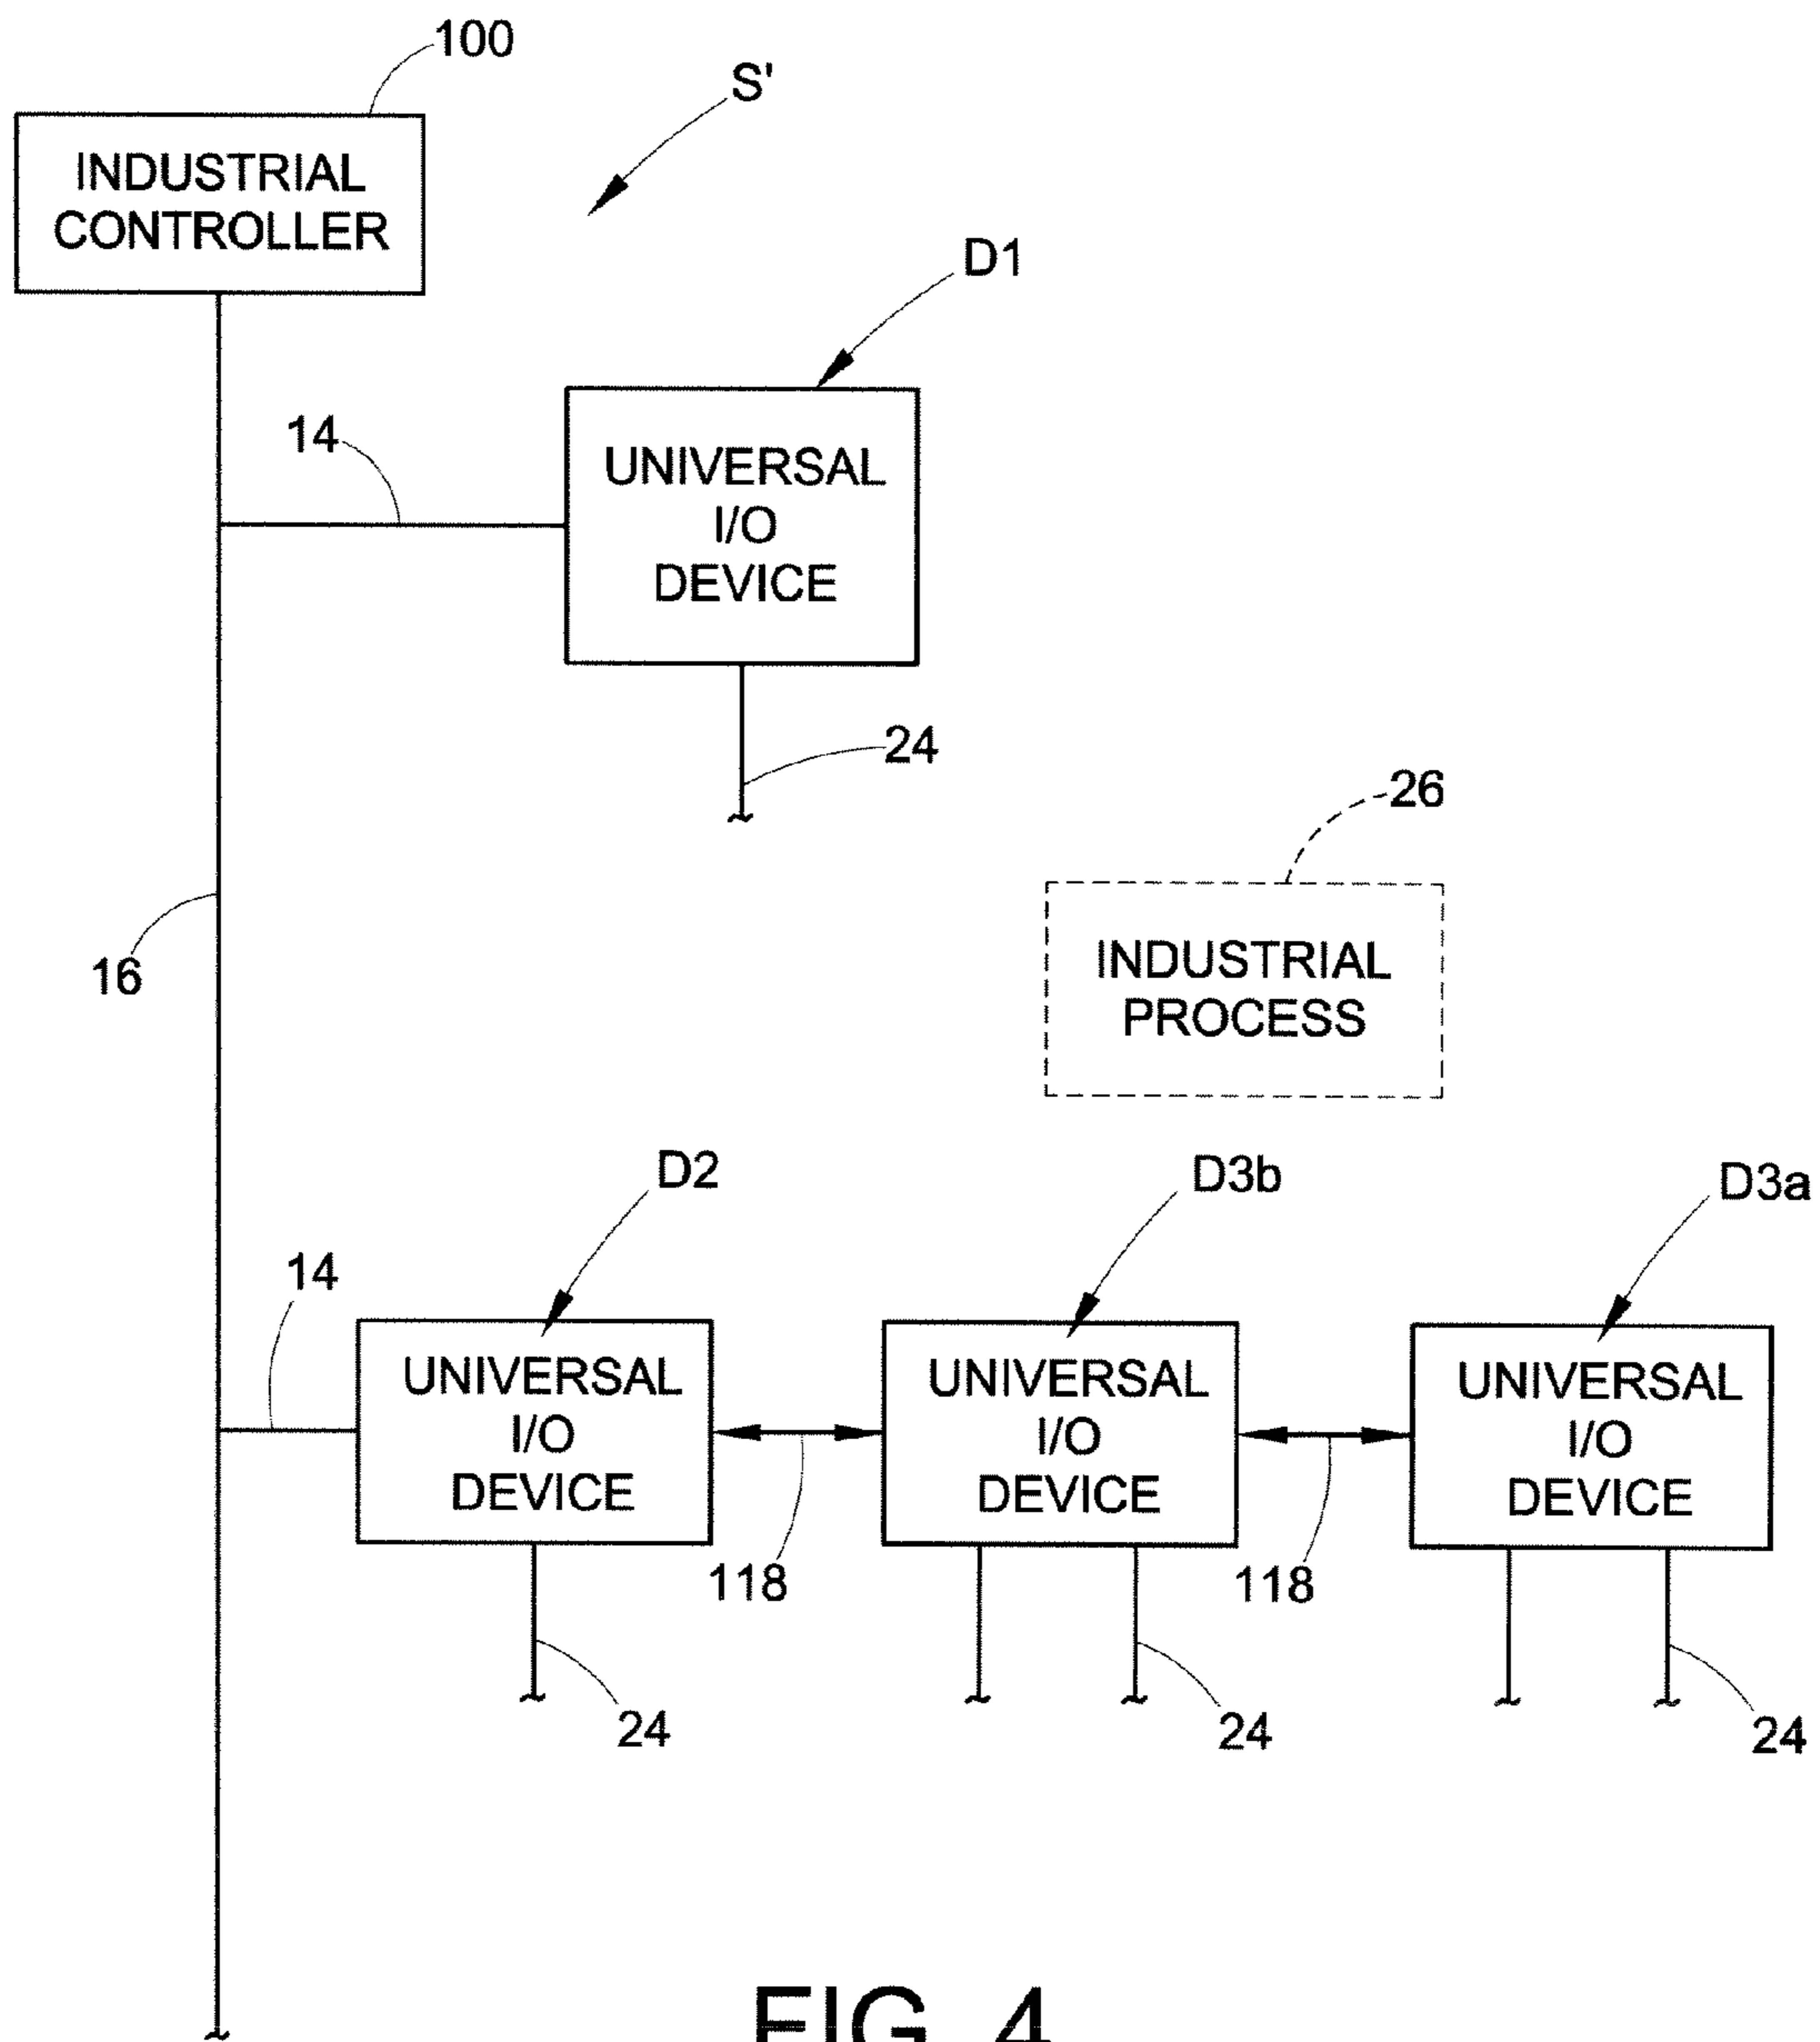 100
S'
INDUSTRIAL
CONTROLLER
D1
14
UNIVERSAL
I/O
DEVICE
24
26
16
INDUSTRIAL
PROCESS
D2
D3b
D3a
14
UNIVERSAL
I/O
DEVICE
UNIVERSAL
I/O
DEVICE
UNIVERSAL
I/O
DEVICE
118
118
24
24
24
FIG. 4